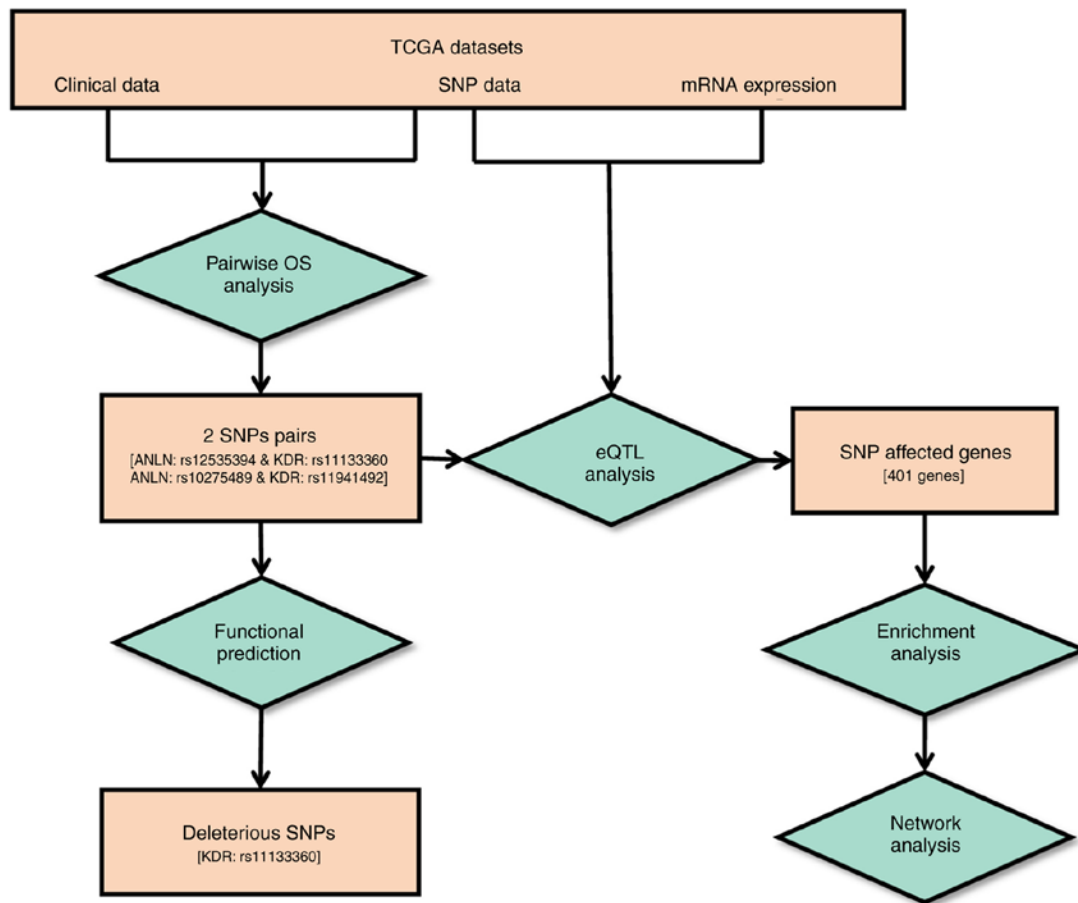 TCGA datasets
Clinical data SNP data mRNA expression
Pairwise OS
analysis
2 SNPs pairs
[ANLN: rs12535394 & KDR: rs11133360
ANLN: rs10275489 & KDR: rs11941492]
eQTL
analysis
SNP affected genes
[401 genes]
Functional
prediction
Enrichment
analysis
Deleterious SNPs
[KDR: rs11133360]
Network
analysis